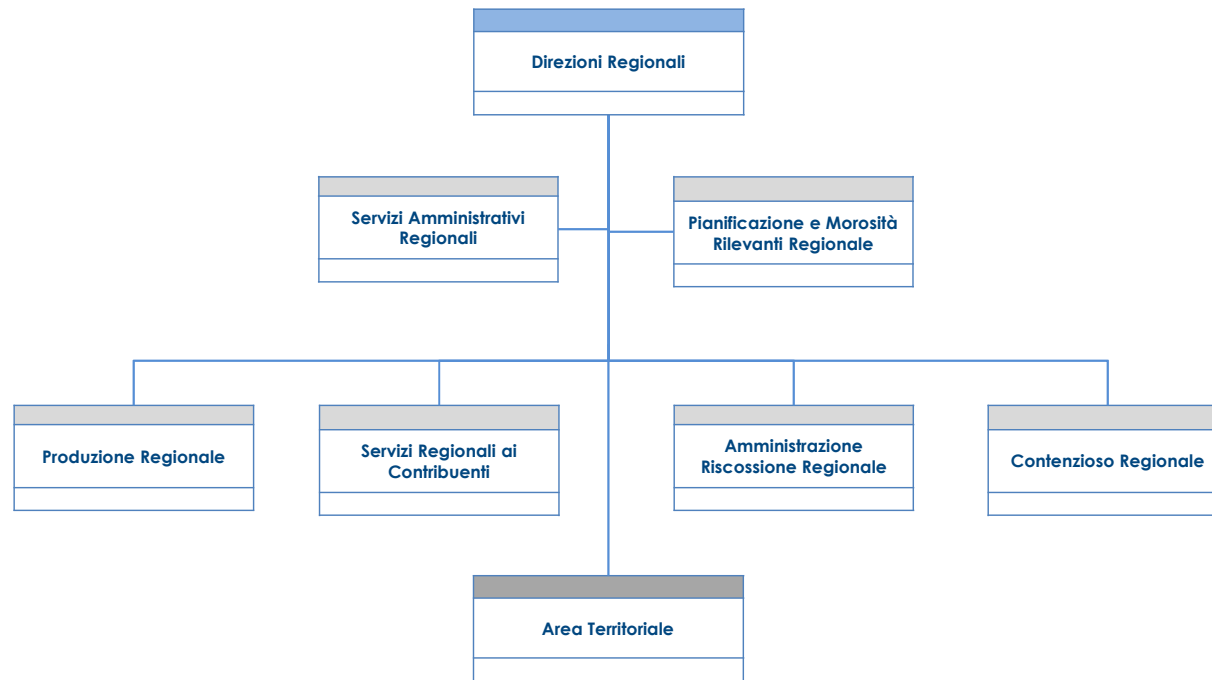 Direzioni Regionali
Servizi Amministrativi
Regionali
Pianificazione e Morosità
Rilevanti Regionale
Produzione Regionale
Servizi Regionali ai
Contribuenti
Amministrazione
Riscossione Regionale
Contenzioso Regionale
Area Territoriale